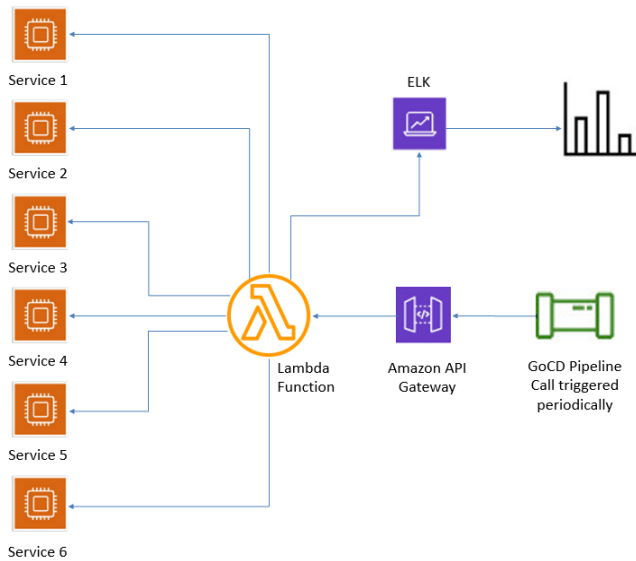 Service 1
Service 2
Service 3
Service 4
Service 5
Service 6
ELK
Lambda
Function
Amazon API
Gateway
GoCD Pipeline
Call triggered
periodically